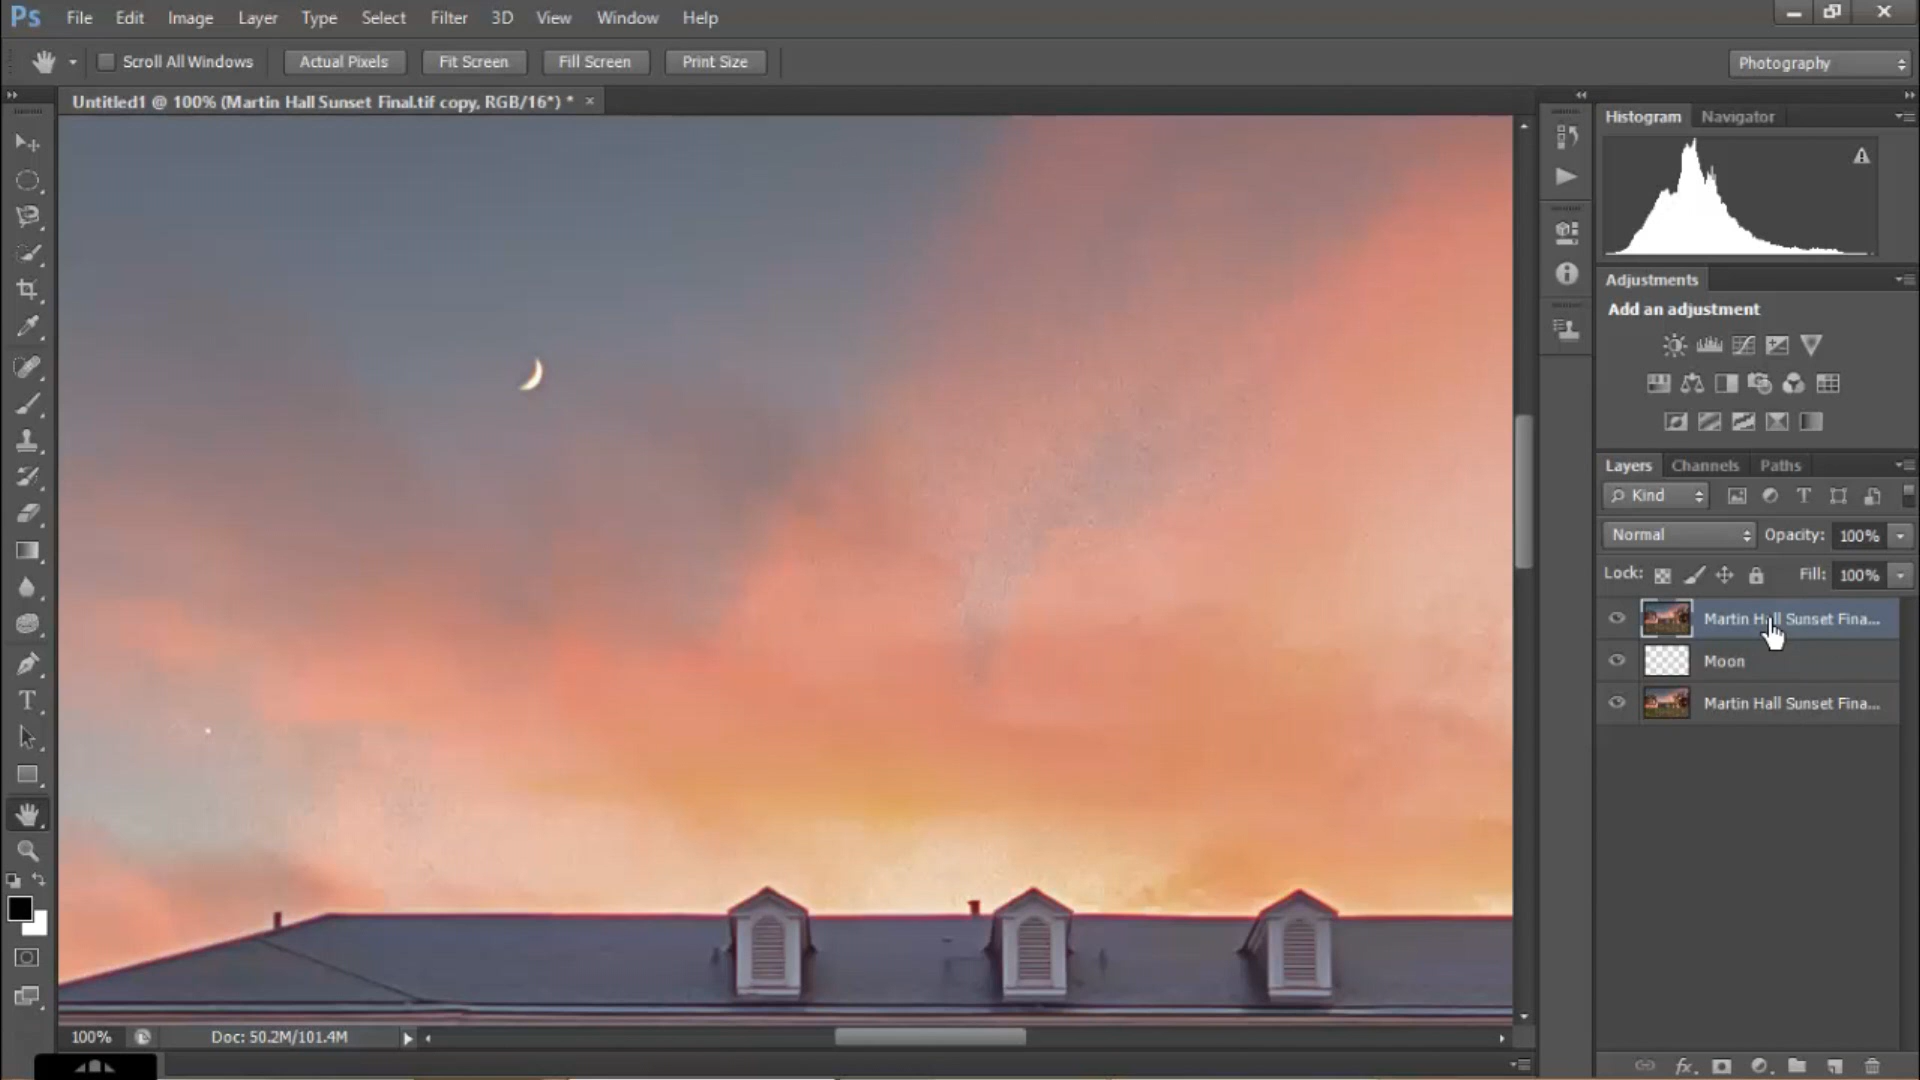 Ps File Edit Image Layer Type Select Filter 3D View Window Help
Scroll All Windows Actual Pixels Fit Screen Fill Screen Print Size Photography
Untitled1 @ 100% (Martin Hall Sunset Final.tif copy, RGB/16*) * ×
Histogram Navigator
Adjustments
Add an adjustment
Layers Channels Paths
Kind T
Normal Opacity: 100%
Lock: Fill: 100%
Martin Hall Sunset Fina...
Moon
Martin Hall Sunset Fina...
T
100% Doc: 50.2M/101.4M
fx.